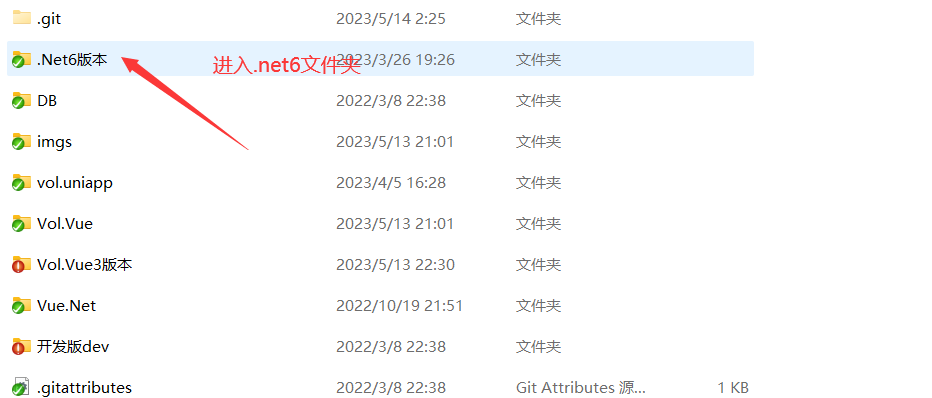 .git 2023/5/14 2:25 文件夹
.Net6版本 进入.net6文件夹 2023/3/26 19:26 文件夹
DB 2022/3/8 22:38 文件夹
imgs 2023/5/13 21:01 文件夹
vol.uniapp 2023/4/5 16:28 文件夹
Vol.Vue 2023/5/13 21:01 文件夹
Vol.Vue3版本 2023/5/13 22:30 文件夹
Vue.Net 2022/10/19 21:51 文件夹
开发版dev 2022/3/8 22:38 文件夹
.gitattributes 2022/3/8 22:38 Git Attributes 源... 1 KB